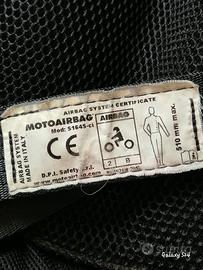 AIRBAG SYSTEM CERTIFICATE
MOTOAIRBAG
AIRBAG
Mod: S1645-ci
CE
2
B
510 mm max.
AIRBAG SYSTEM
MADE IN ITALY
D.P.I. Safety s.r.l.
Galaxy S24